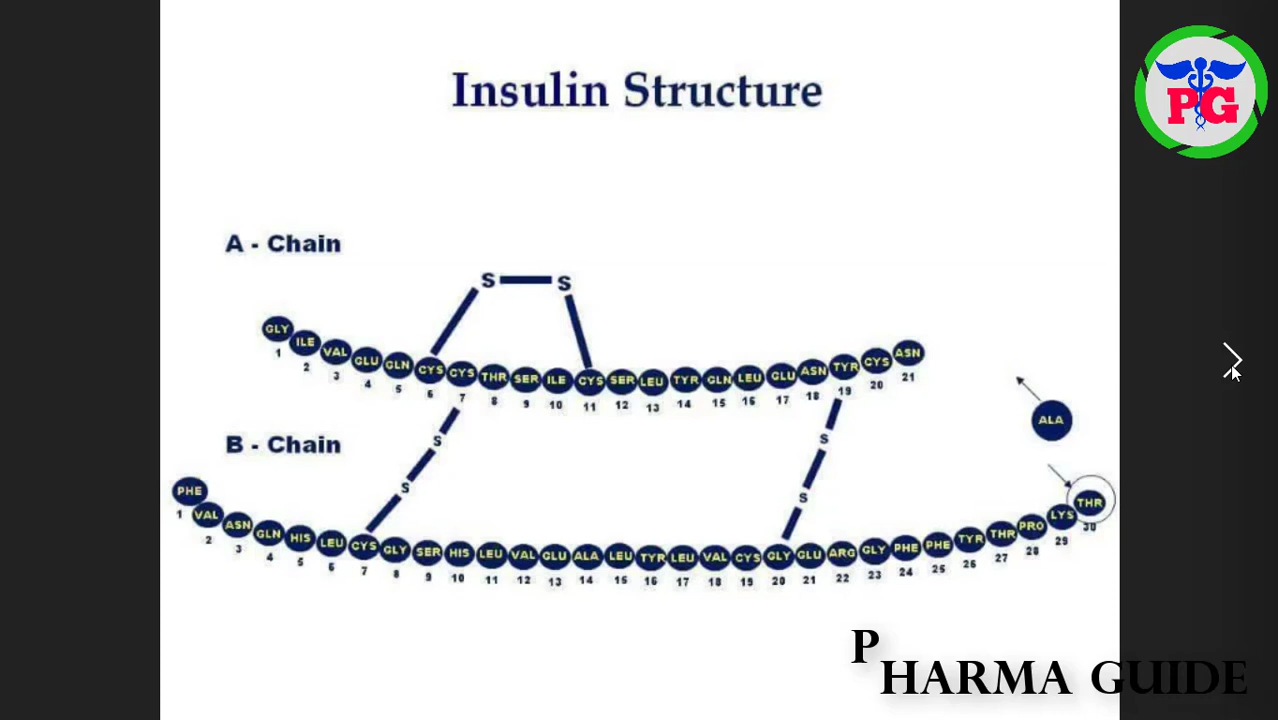 Insulin Structure
PG
A - Chain
S S
GLY ILE VAL GLU GLN CYS CYS THR SER ILE CYS SER LEU TYR GLN LEU GLU ASN TYR CYS ASN
1 2 3 4 5 6 7 8 9 10 11 12 13 14 15 16 17 18 19 20 21
ALA
B - Chain
S S
S S
PHE VAL ASN GLN HIS LEU CYS GLY SER HIS LEU VAL GLU ALA LEU TYR LEU VAL CYS GLY GLU ARG GLY PHE PHE TYR THR PRO LYS THR
1 2 3 4 5 6 7 8 9 10 11 12 13 14 15 16 17 18 19 20 21 22 23 24 25 26 27 28 29 30
PHARMA GUIDE